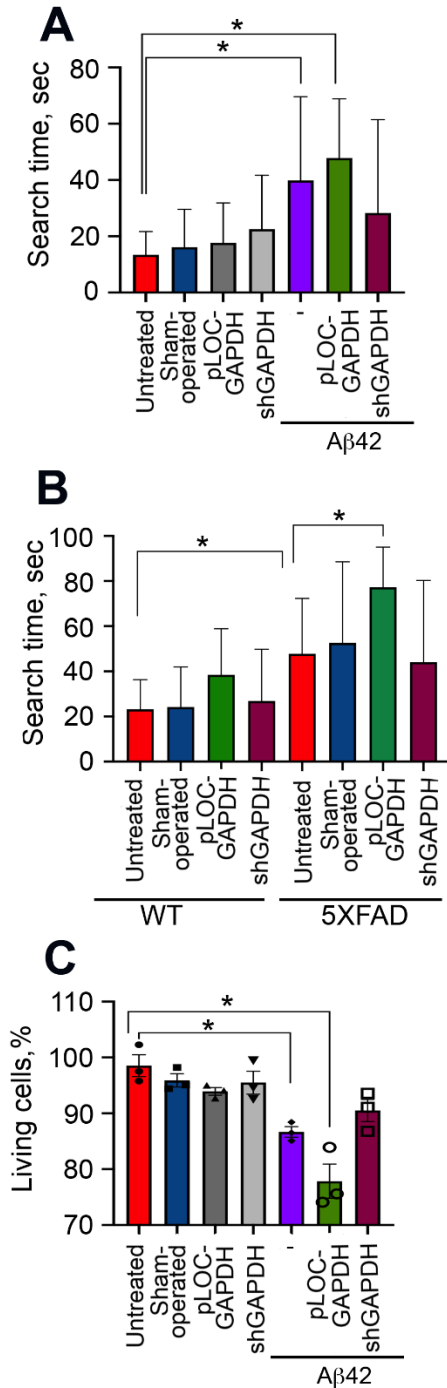 A
Search time, sec
80
60
40
20
0
*
*
Untreated
Sham-
operated
pLOC-
GAPDH
shGAPDH
-
pLOC-
GAPDH
shGAPDH
Aβ42
B
Search time, sec
100
80
60
40
20
0
*
*
Untreated
Sham-
operated
pLOC-
GAPDH
shGAPDH
Untreated
Sham-
operated
pLOC-
GAPDH
shGAPDH
WT
5XFAD
C
Living cells,%
110
100
90
80
70
*
*
Untreated
Sham-
operated
pLOC-
GAPDH
shGAPDH
-
pLOC-
GAPDH
shGAPDH
Aβ42